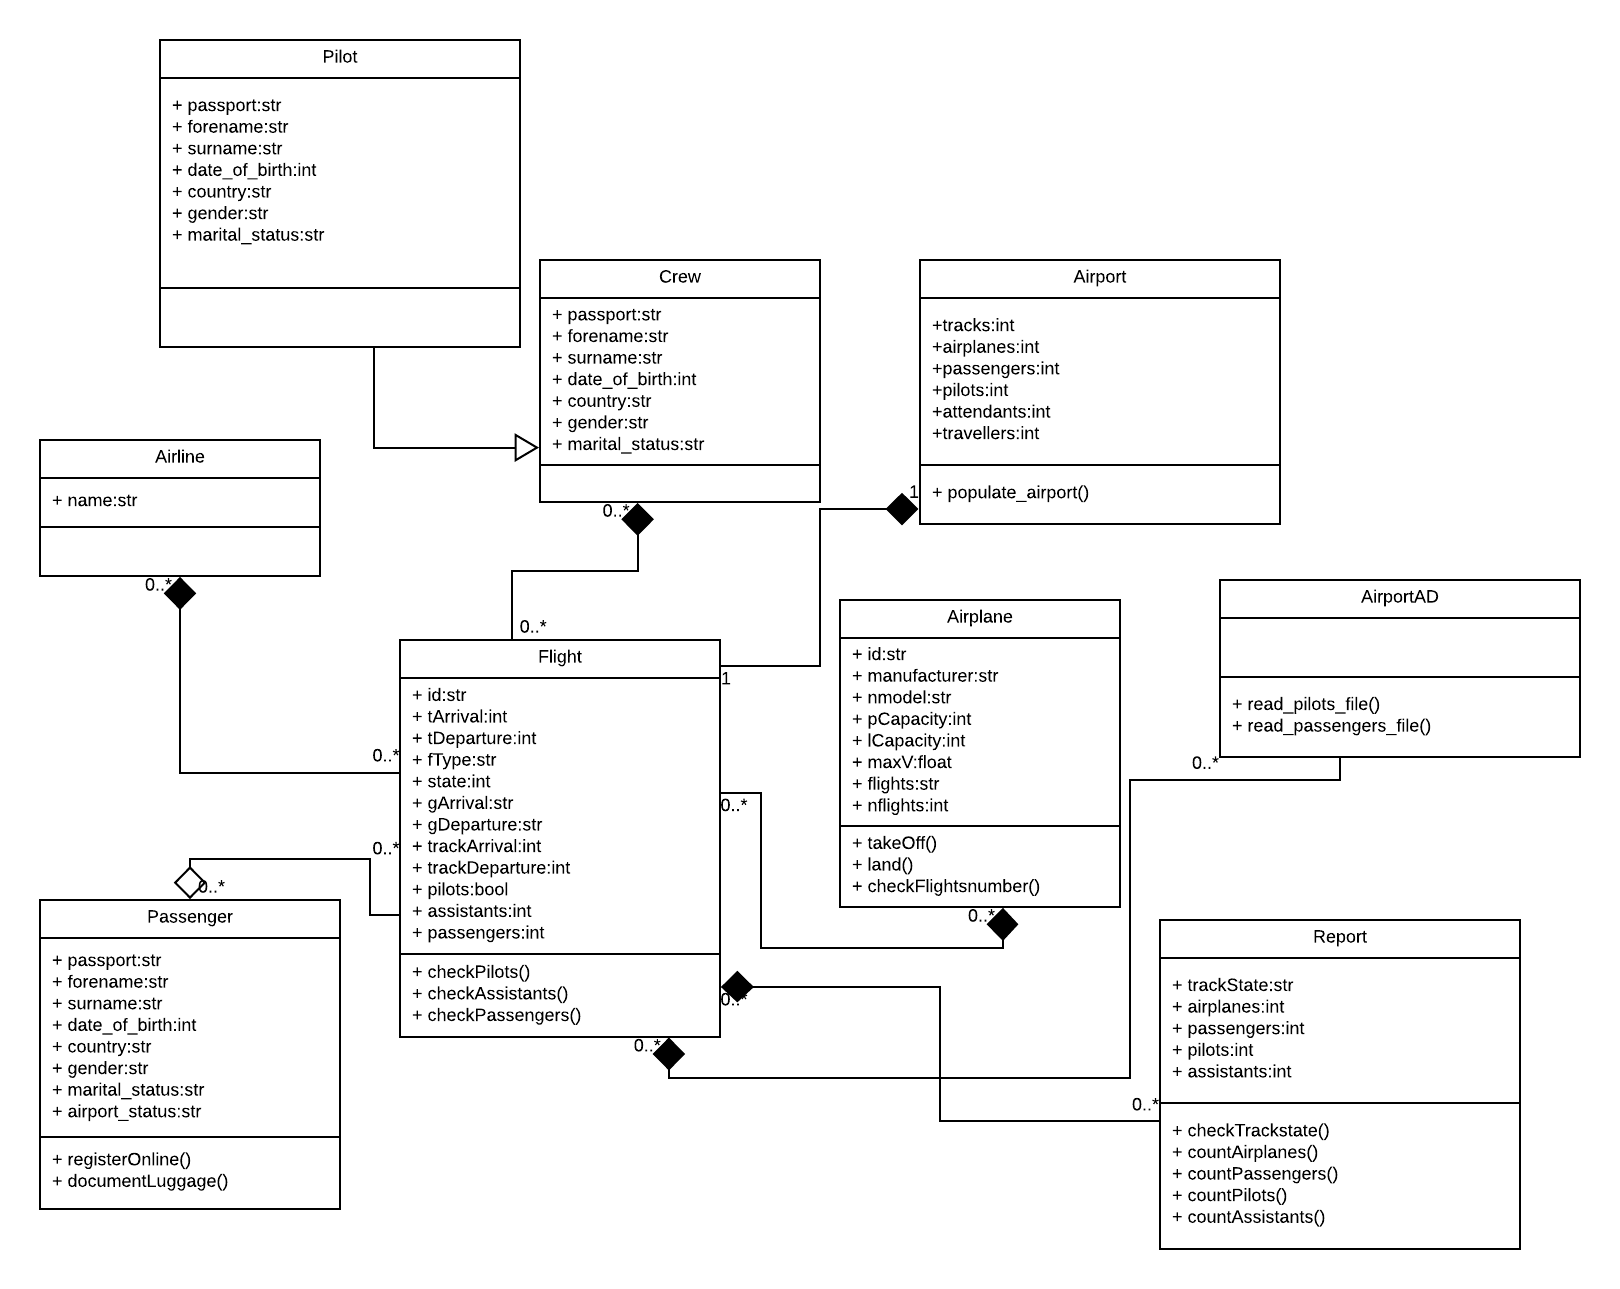 Pilot
+ passport:str
+ forename:str
+ surname:str
+ date_of_birth:int
+ country:str
+ gender:str
+ marital_status:str
Crew
+ passport:str
+ forename:str
+ surname:str
+ date_of_birth:int
+ country:str
+ gender:str
+ marital_status:str
0..*
0..*
Airport
+tracks:int
+airplanes:int
+passengers:int
+pilots:int
+attendants:int
+travellers:int
+ populate_airport()
1
Airline
+ name:str
0..*
0..*
Flight
+ id:str
+ tArrival:int
+ tDeparture:int
+ fType:str
+ state:int
+ gArrival:str
+ gDeparture:str
+ trackArrival:int
+ trackDeparture:int
+ pilots:bool
+ assistants:int
+ passengers:int
+ checkPilots()
+ checkAssistants()
+ checkPassengers()
1
0..*
0..*
0..*
0..*
Airplane
+ id:str
+ manufacturer:str
+ nmodel:str
+ pCapacity:int
+ lCapacity:int
+ maxV:float
+ flights:str
+ nflights:int
+ takeOff()
+ land()
+ checkFlightsnumber()
0..*
AirportAD
+ read_pilots_file()
+ read_passengers_file()
0..*
0..*
Passenger
+ passport:str
+ forename:str
+ surname:str
+ date_of_birth:int
+ country:str
+ gender:str
+ marital_status:str
+ airport_status:str
+ registerOnline()
+ documentLuggage()
Report
+ trackState:str
+ airplanes:int
+ passengers:int
+ pilots:int
+ assistants:int
0..*
+ checkTrackstate()
+ countAirplanes()
+ countPassengers()
+ countPilots()
+ countAssistants()